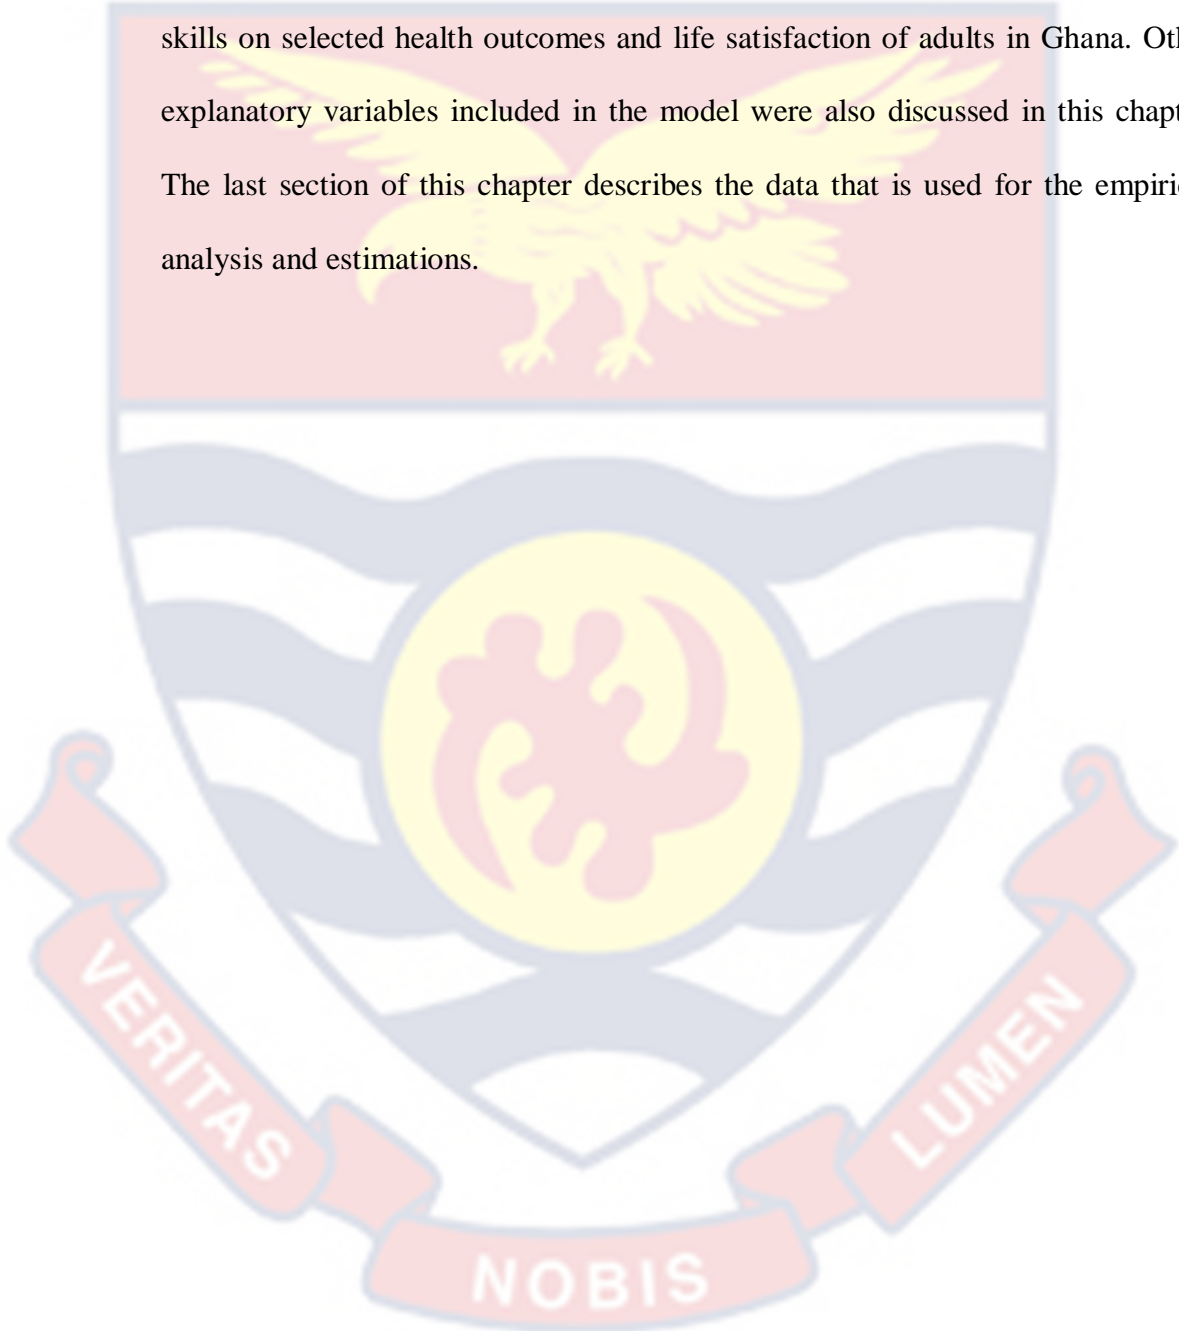 skills on selected health outcomes and life satisfaction of adults in Ghana. Oth
explanatory variables included in the model were also discussed in this chapt
The last section of this chapter describes the data that is used for the empiric
analysis and estimations.
VERITAS
NOBIS
LUMEN